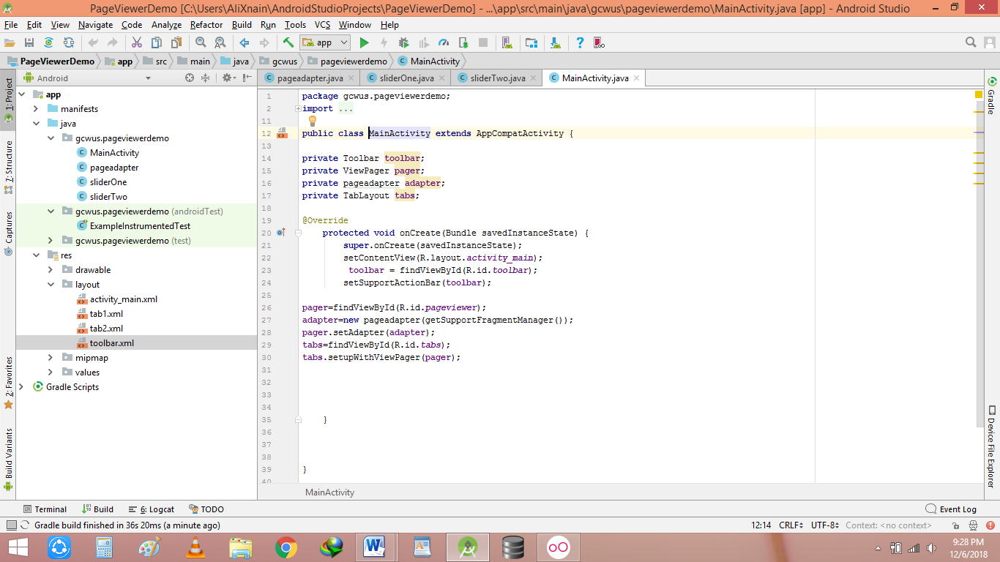 PageViewerDemo [C:\Users\AliXnain\AndroidStudioProjects\PageViewerDemo] - ...\app\src\main\java\gcwus\pageviewerdemo\MainActivity.java [app] - Android Studio
File Edit View Navigate Code Analyze Refactor Build Run Tools VCS Window Help
app
PageViewerDemo app src main java gcwus pageviewerdemo MainActivity
Android
pageadapter.java sliderOne.java sliderTwo.java MainActivity.java
1: Project
7: Structure
Captures
2: Favorites
Build Variants
app
manifests
java
gcwus.pageviewerdemo
MainActivity
pageadapter
sliderOne
sliderTwo
gcwus.pageviewerdemo (androidTest)
ExampleInstrumentedTest
gcwus.pageviewerdemo (test)
res
drawable
layout
activity_main.xml
tab1.xml
tab2.xml
toolbar.xml
mipmap
values
Gradle Scripts
1 package gcwus.pageviewerdemo;
2 import ...
11
12 public class MainActivity extends AppCompatActivity {
13
14 private Toolbar toolbar;
15 private ViewPager pager;
16 private pageadapter adapter;
17 private TabLayout tabs;
18
19 @Override
20 protected void onCreate(Bundle savedInstanceState) {
21 super.onCreate(savedInstanceState);
22 setContentView(R.layout.activity_main);
23 toolbar = findViewById(R.id.toolbar);
24 setSupportActionBar(toolbar);
25
26 pager=findViewById(R.id.pageviewer);
27 adapter=new pageadapter(getSupportFragmentManager());
28 pager.setAdapter(adapter);
29 tabs=findViewById(R.id.tabs);
30 tabs.setupWithViewPager(pager);
31
32
33
34
35 }
36
37
38
39 }
40
MainActivity
Gradle
Device File Explorer
Terminal Build 6: Logcat TODO Event Log
Gradle build finished in 36s 20ms (a minute ago) 12:14 CRLF UTF-8 Context: <no context>
9:28 PM
12/6/2018